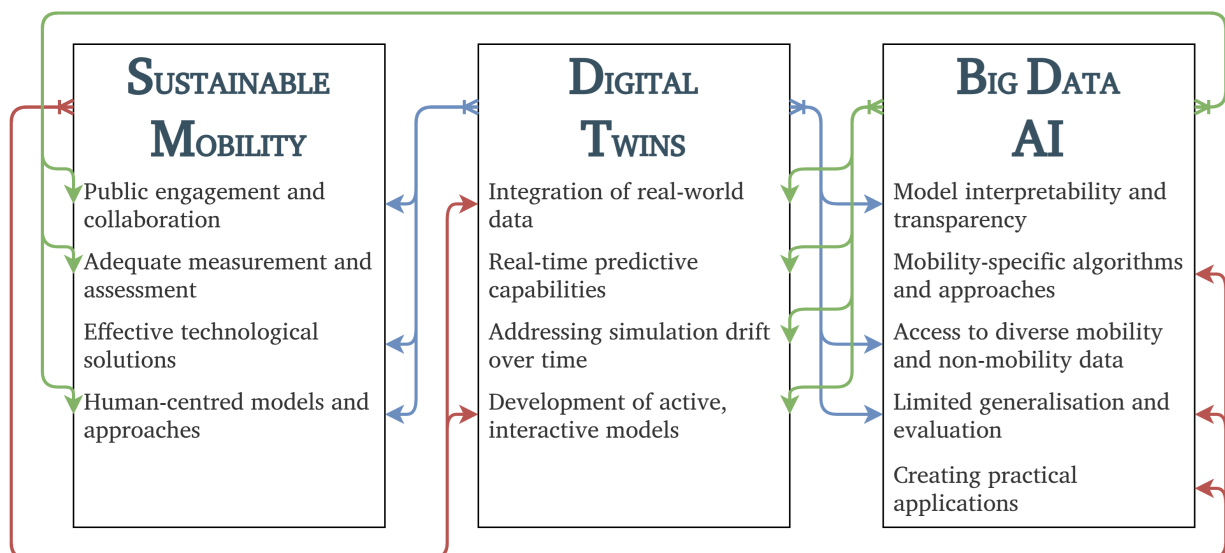 SUSTAINABLE
MOBILITY
Public engagement and
collaboration
Adequate measurement and
assessment
Effective technological
solutions
Human-centred models and
approaches
DIGITAL
TWINS
Integration of real-world
data
Real-time predictive
capabilities
Addressing simulation drift
over time
Development of active,
interactive models
BIG DATA
AI
Model interpretability and
transparency
Mobility-specific algorithms
and approaches
Access to diverse mobility
and non-mobility data
Limited generalisation and
evaluation
Creating practical
applications